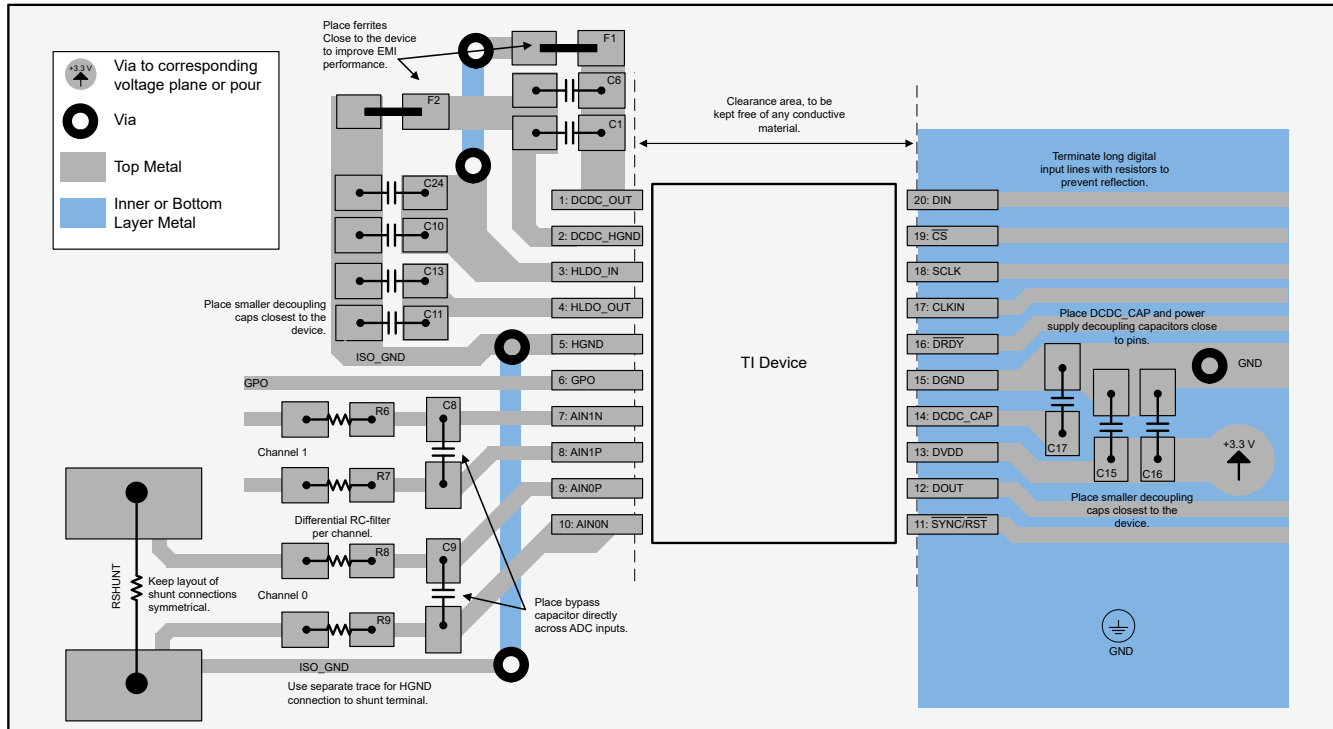 Place ferrites
Close to the device
to improve EMI
performance.
+3.3 V
Via to corresponding
voltage plane or pour
Via
Top Metal
Inner or Bottom
Layer Metal
F1
F2
C6
C1
Clearance area, to be
kept free of any conductive
material.
Terminate long digital
input lines with resistors to
prevent reflection.
C24
C10
C13
C11
Place smaller decoupling
caps closest to the
device.
ISO_GND
GPO
1: DCDC_OUT
2: DCDC_HGND
3: HLDO_IN
4: HLDO_OUT
5: HGND
6: GPO
7: AIN1N
8: AIN1P
9: AIN0P
10: AIN0N
TI Device
20: DIN
19: CS
18: SCLK
17: CLKIN
Place DCDC_CAP and power
supply decoupling capacitors close
to pins.
16: DRDY
15: DGND
14: DCDC_CAP
13: DVDD
12: DOUT
11: SYNC/RST
GND
C17
C15
C16
+3.3 V
Place smaller decoupling
caps closest to the
device.
R6
C8
Channel 1
R7
Differential RC-filter
per channel.
R8
C9
Channel 0
R9
RSHUNT
Keep layout of
shunt connections
symmetrical.
Place bypass
capacitor directly
across ADC inputs.
ISO_GND
Use separate trace for HGND
connection to shunt terminal.
GND